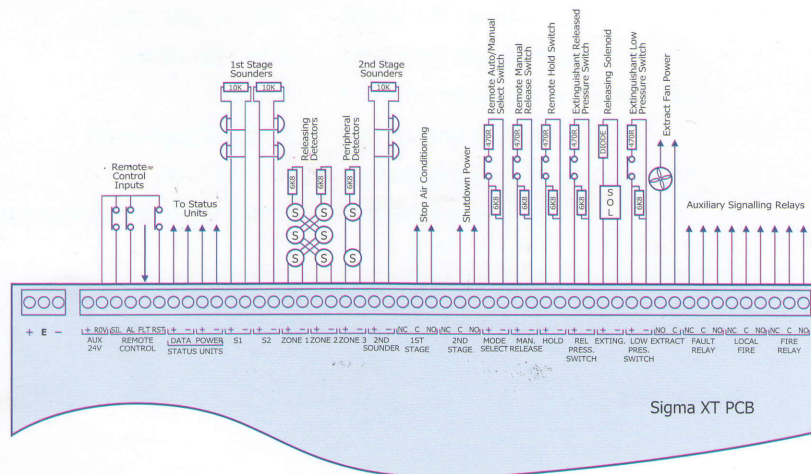 1st Stage
Sounders
10K
10K
2nd Stage
Sounders
10K
Releasing
Detectors
Peripheral
Detectors
6K8
6K8
6K8
S
S
S
S
S
S
S
S
Remote
Control
Inputs
To Status
Units
Stop Air Conditioning
Shutdown Power
Remote Auto/Manual
Select Switch
470R
6K8
Remote Manual
Release Switch
470R
6K8
Remote Hold Switch
470R
6K8
Extinguishant Released
Pressure Switch
470R
6K8
Releasing Solenoid
DIODE
SOL
Extinguishant Low
Pressure Switch
470R
6K8
Extract Fan Power
Auxiliary Signalling Relays
+ E −
+ R0V SIL AL FLT RST + − + − + − + − + − + − + − + − NC C NO NC C NO + − + − + − + − + − + − NO C NC C NO NC C NO NC C NO
AUX
24V
REMOTE
CONTROL
DATA POWER
STATUS UNITS
S1
S2
ZONE 1
ZONE 2
ZONE 3
2ND
SOUNDER
1ST
STAGE
2ND
STAGE
MODE
SELECT
MAN.
RELEASE
HOLD
REL
PRESS.
SWITCH
EXTING.
LOW
PRES.
SWITCH
EXTRACT
FAULT
RELAY
LOCAL
FIRE
FIRE
RELAY
Sigma XT PCB